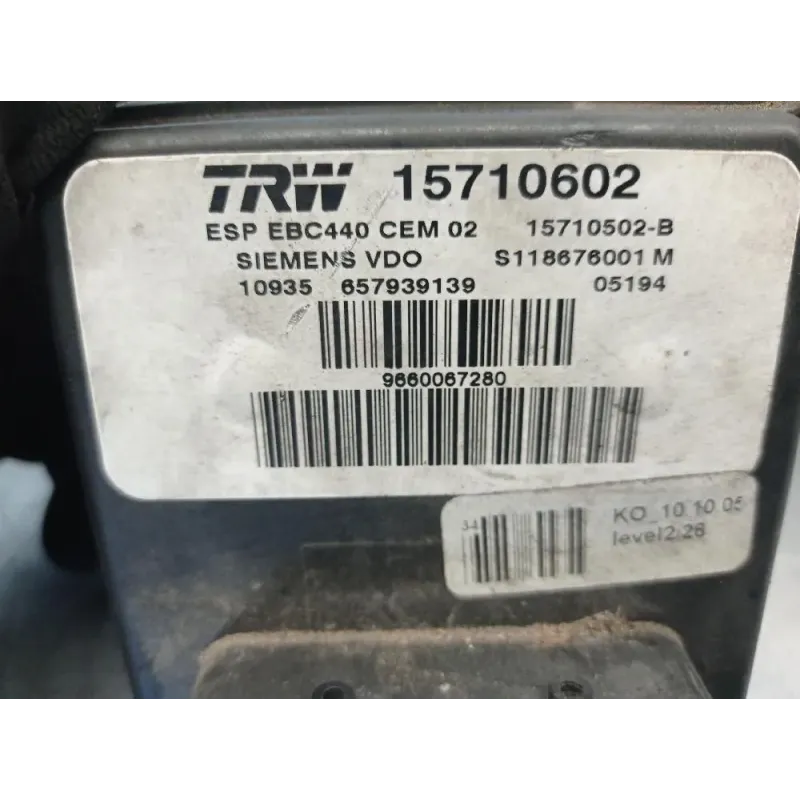 TRW 15710602
ESP EBC440 CEM 02 15710502-B
SIEMENS VDO S118676001 M
10935 657939139 05194
9660067280
34
KO_10.10.05
level2.26